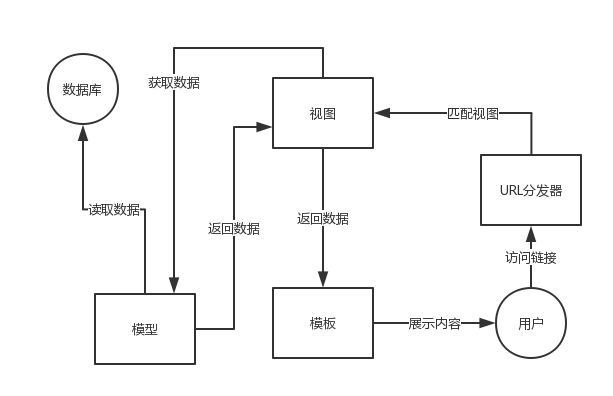 数据库
获取数据
视图
匹配视图
URL分发器
读取数据
返回数据
返回数据
访问链接
模型
模板
展示内容
用户